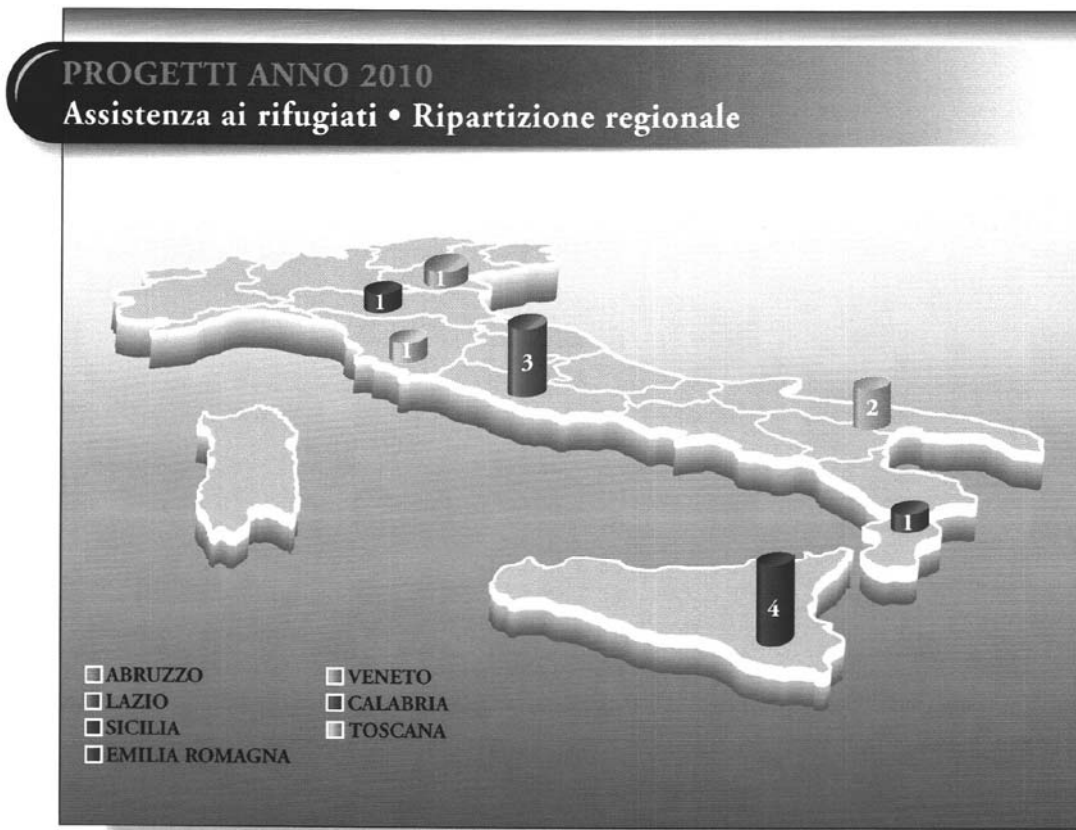 PROGETTI ANNO 2010
Assistenza ai rifugiati • Ripartizione regionale
1
1
1
3
2
1
4
ABRUZZO
LAZIO
SICILIA
EMILIA ROMAGNA
VENETO
CALABRIA
TOSCANA